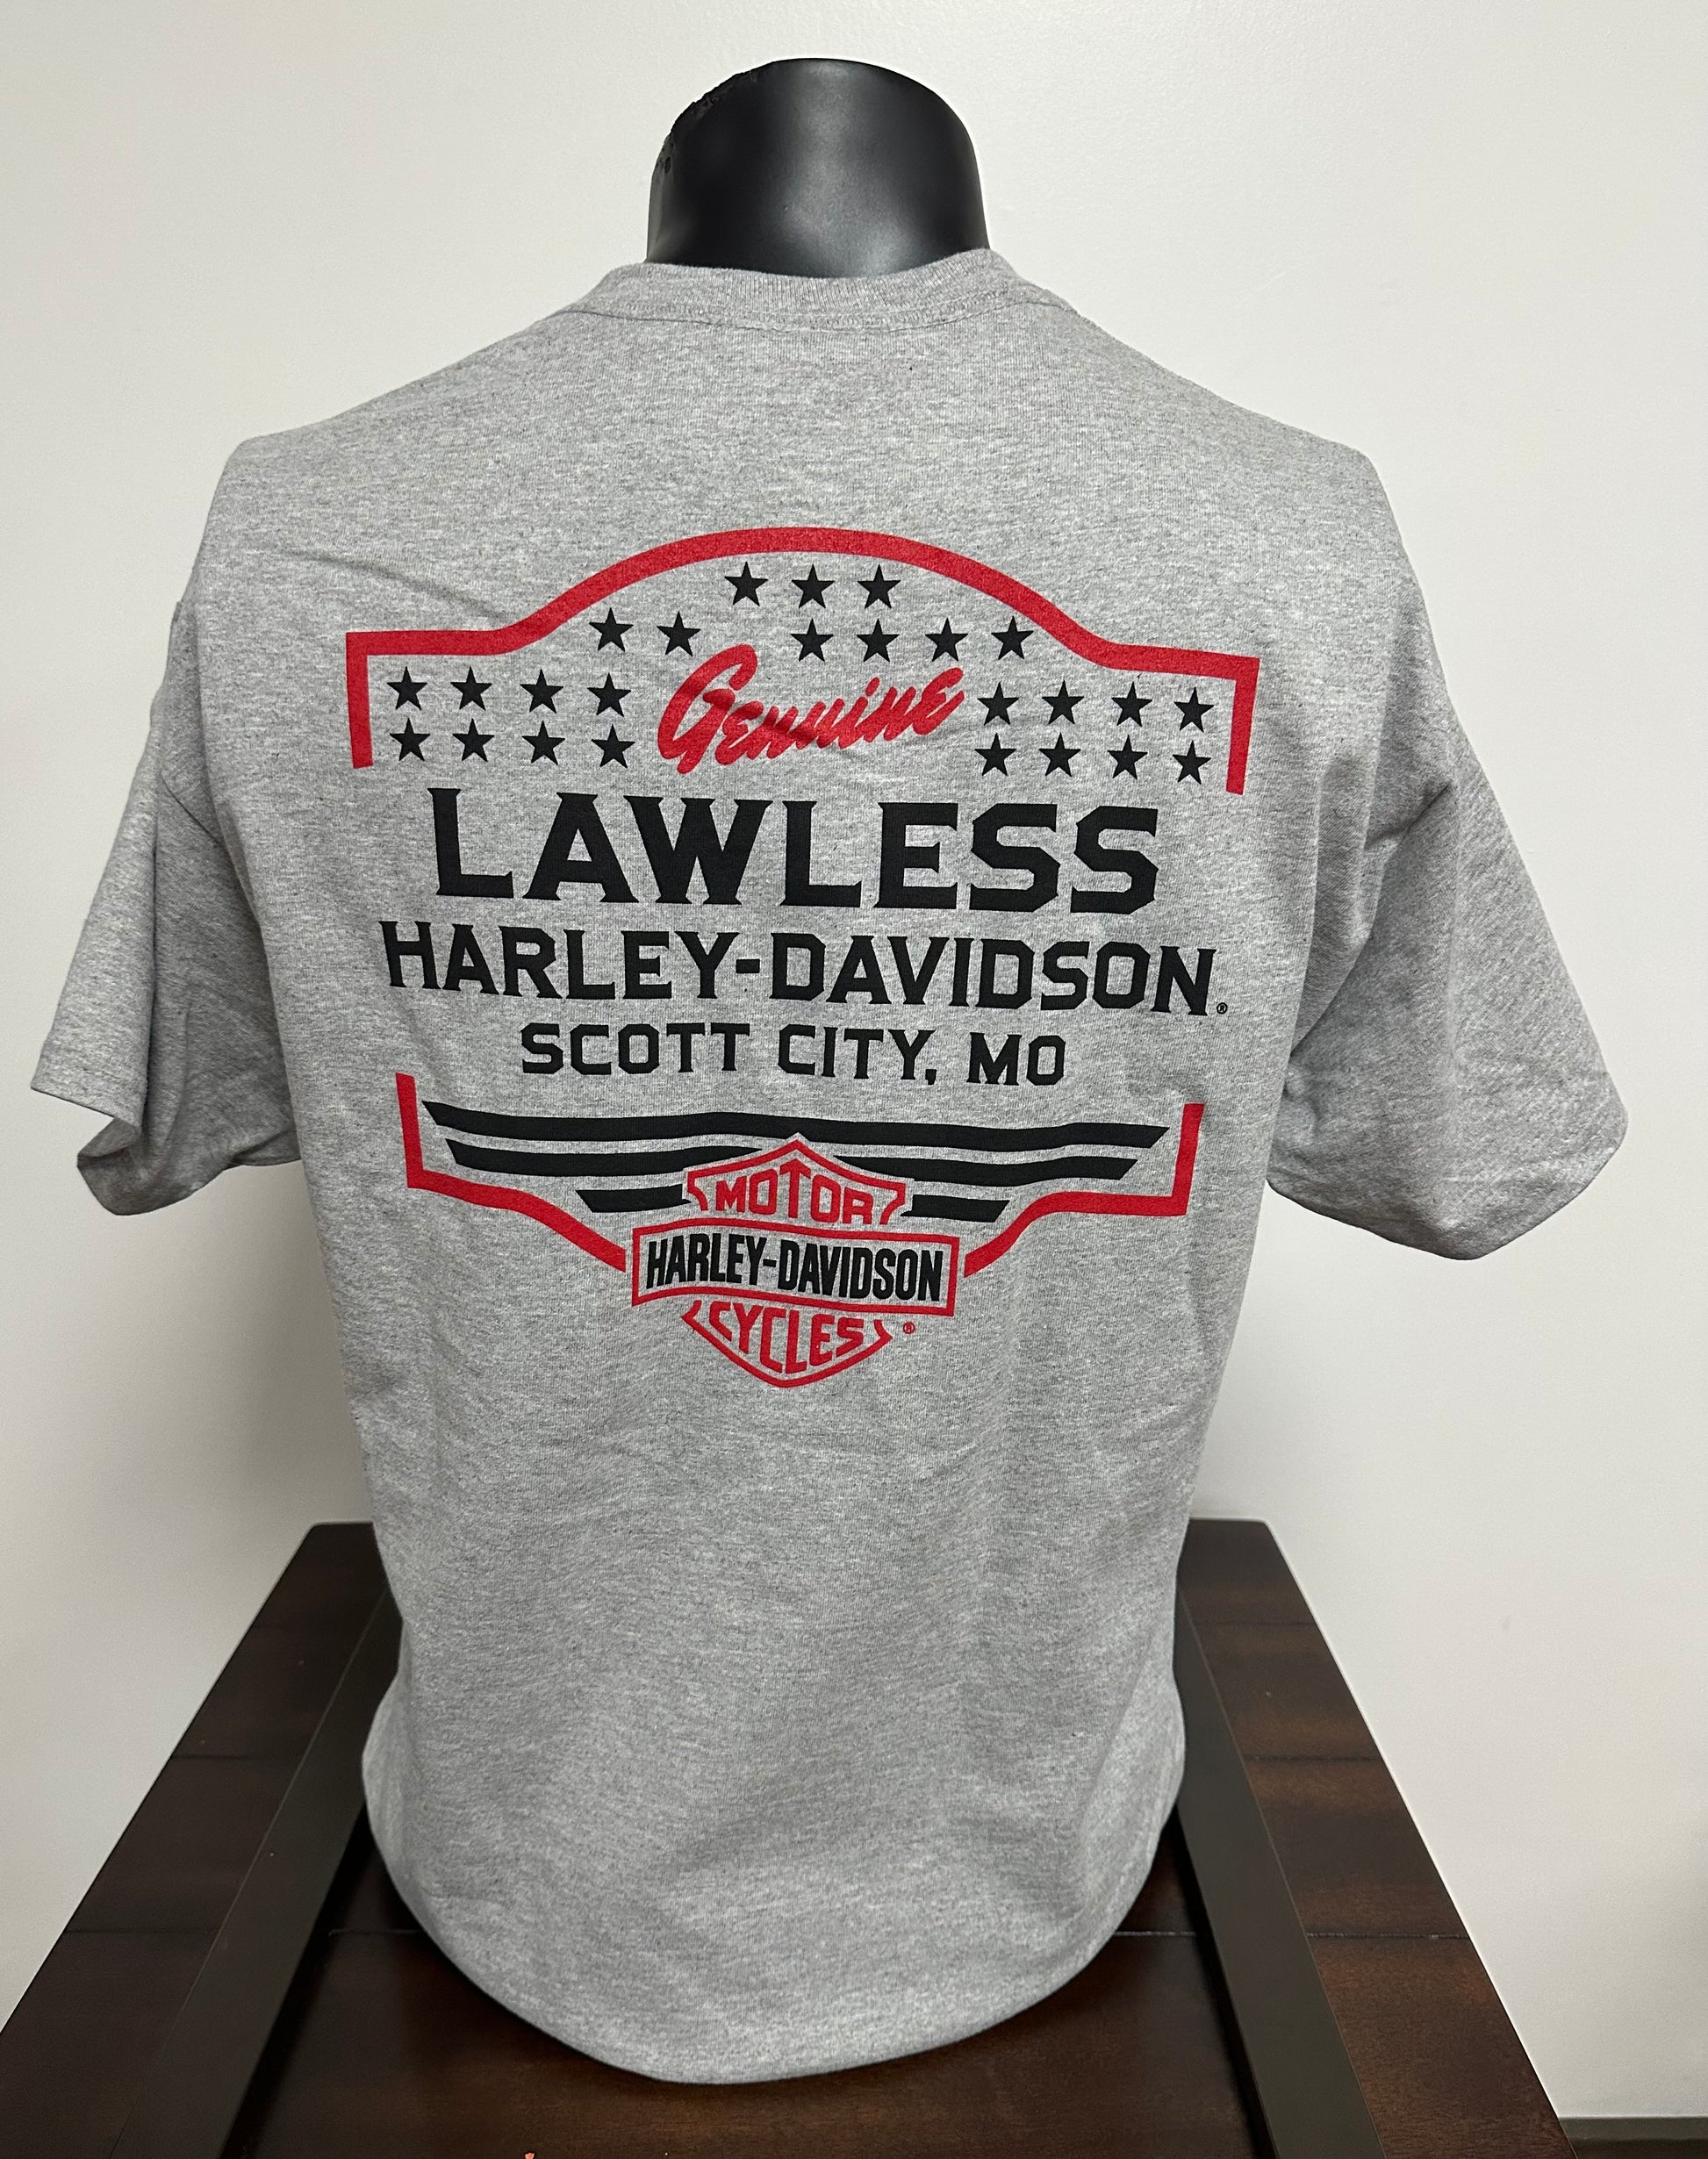 Genuine
LAWLESS
HARLEY-DAVIDSON®
SCOTT CITY, MO
MOTOR
HARLEY-DAVIDSON
CYCLES®